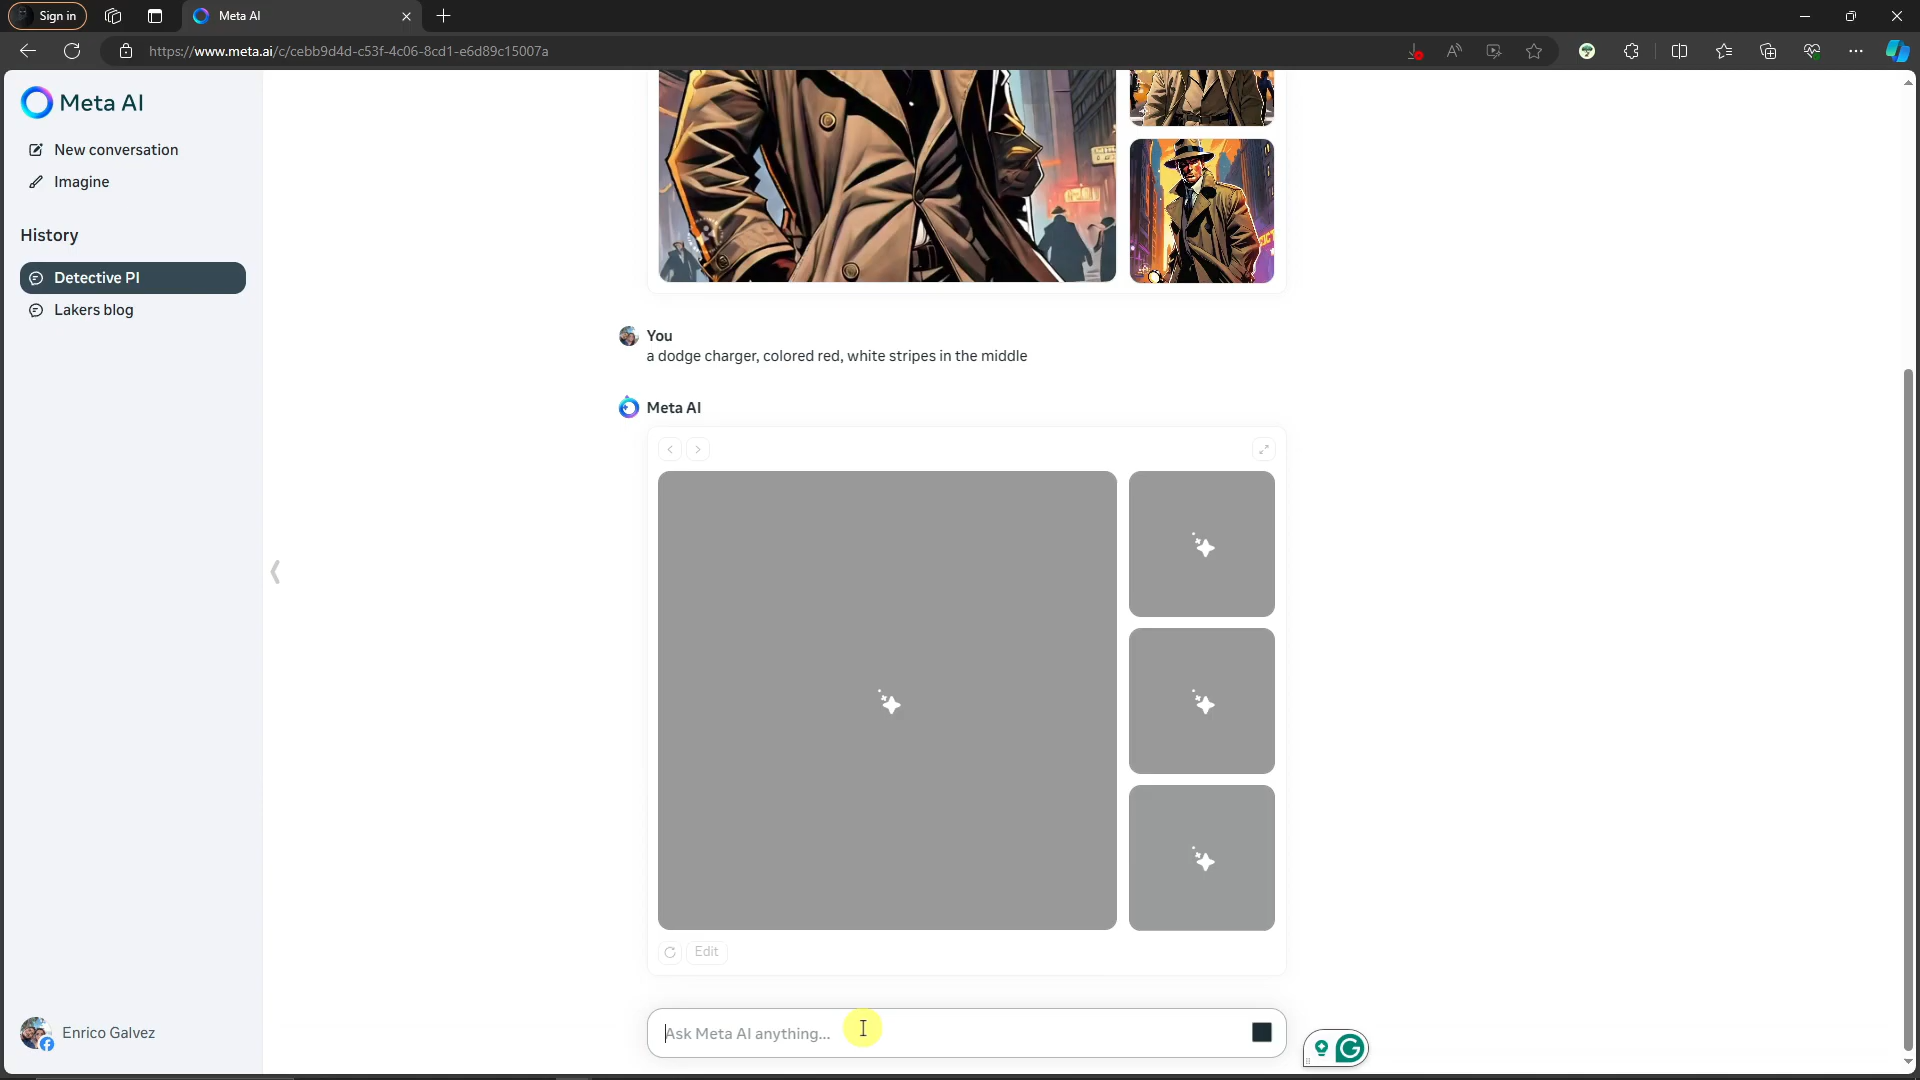 Sign in
Meta AI
https://www.meta.ai/c/cebb9d4d-c53f-4c06-8cd1-e6d89c15007a
Meta AI
New conversation
Imagine
History
Detective PI
Lakers blog
You
a dodge charger, colored red, white stripes in the middle
Meta AI
Edit
Ask Meta AI anything...
Enrico Galvez